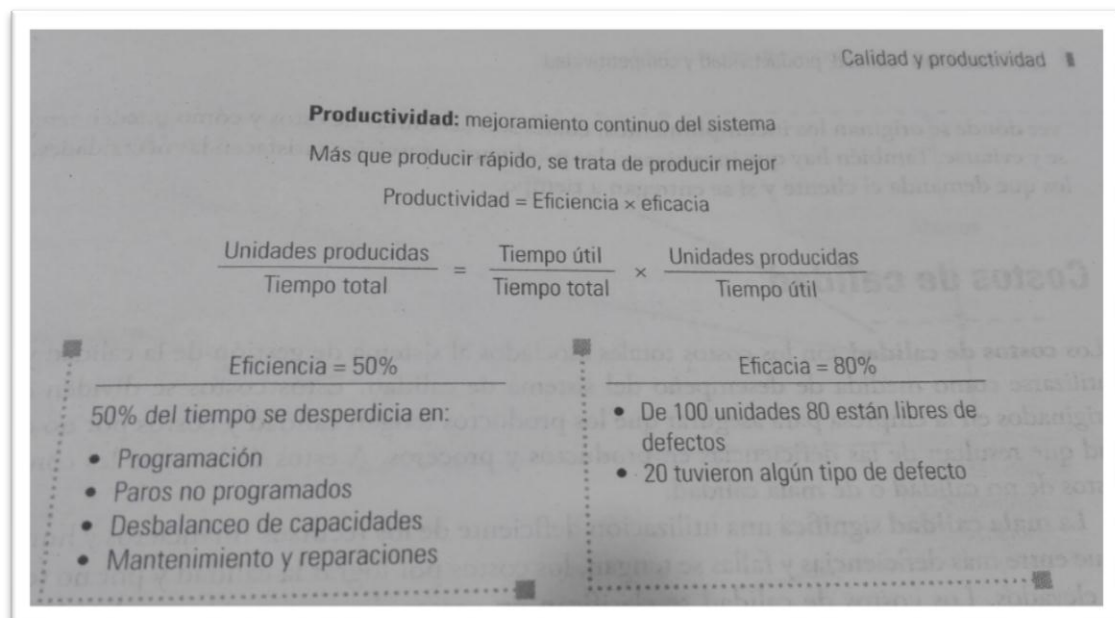 Calidad y productividad
Productividad: mejoramiento continuo del sistema
Más que producir rápido, se trata de producir mejor
Productividad = Eficiencia × eficacia
Unidades producidas / Tiempo total = Tiempo útil / Tiempo total × Unidades producidas / Tiempo útil
Eficiencia = 50%
50% del tiempo se desperdicia en:
• Programación
• Paros no programados
• Desbalanceo de capacidades
• Mantenimiento y reparaciones
Eficacia = 80%
• De 100 unidades 80 están libres de
defectos
• 20 tuvieron algún tipo de defecto